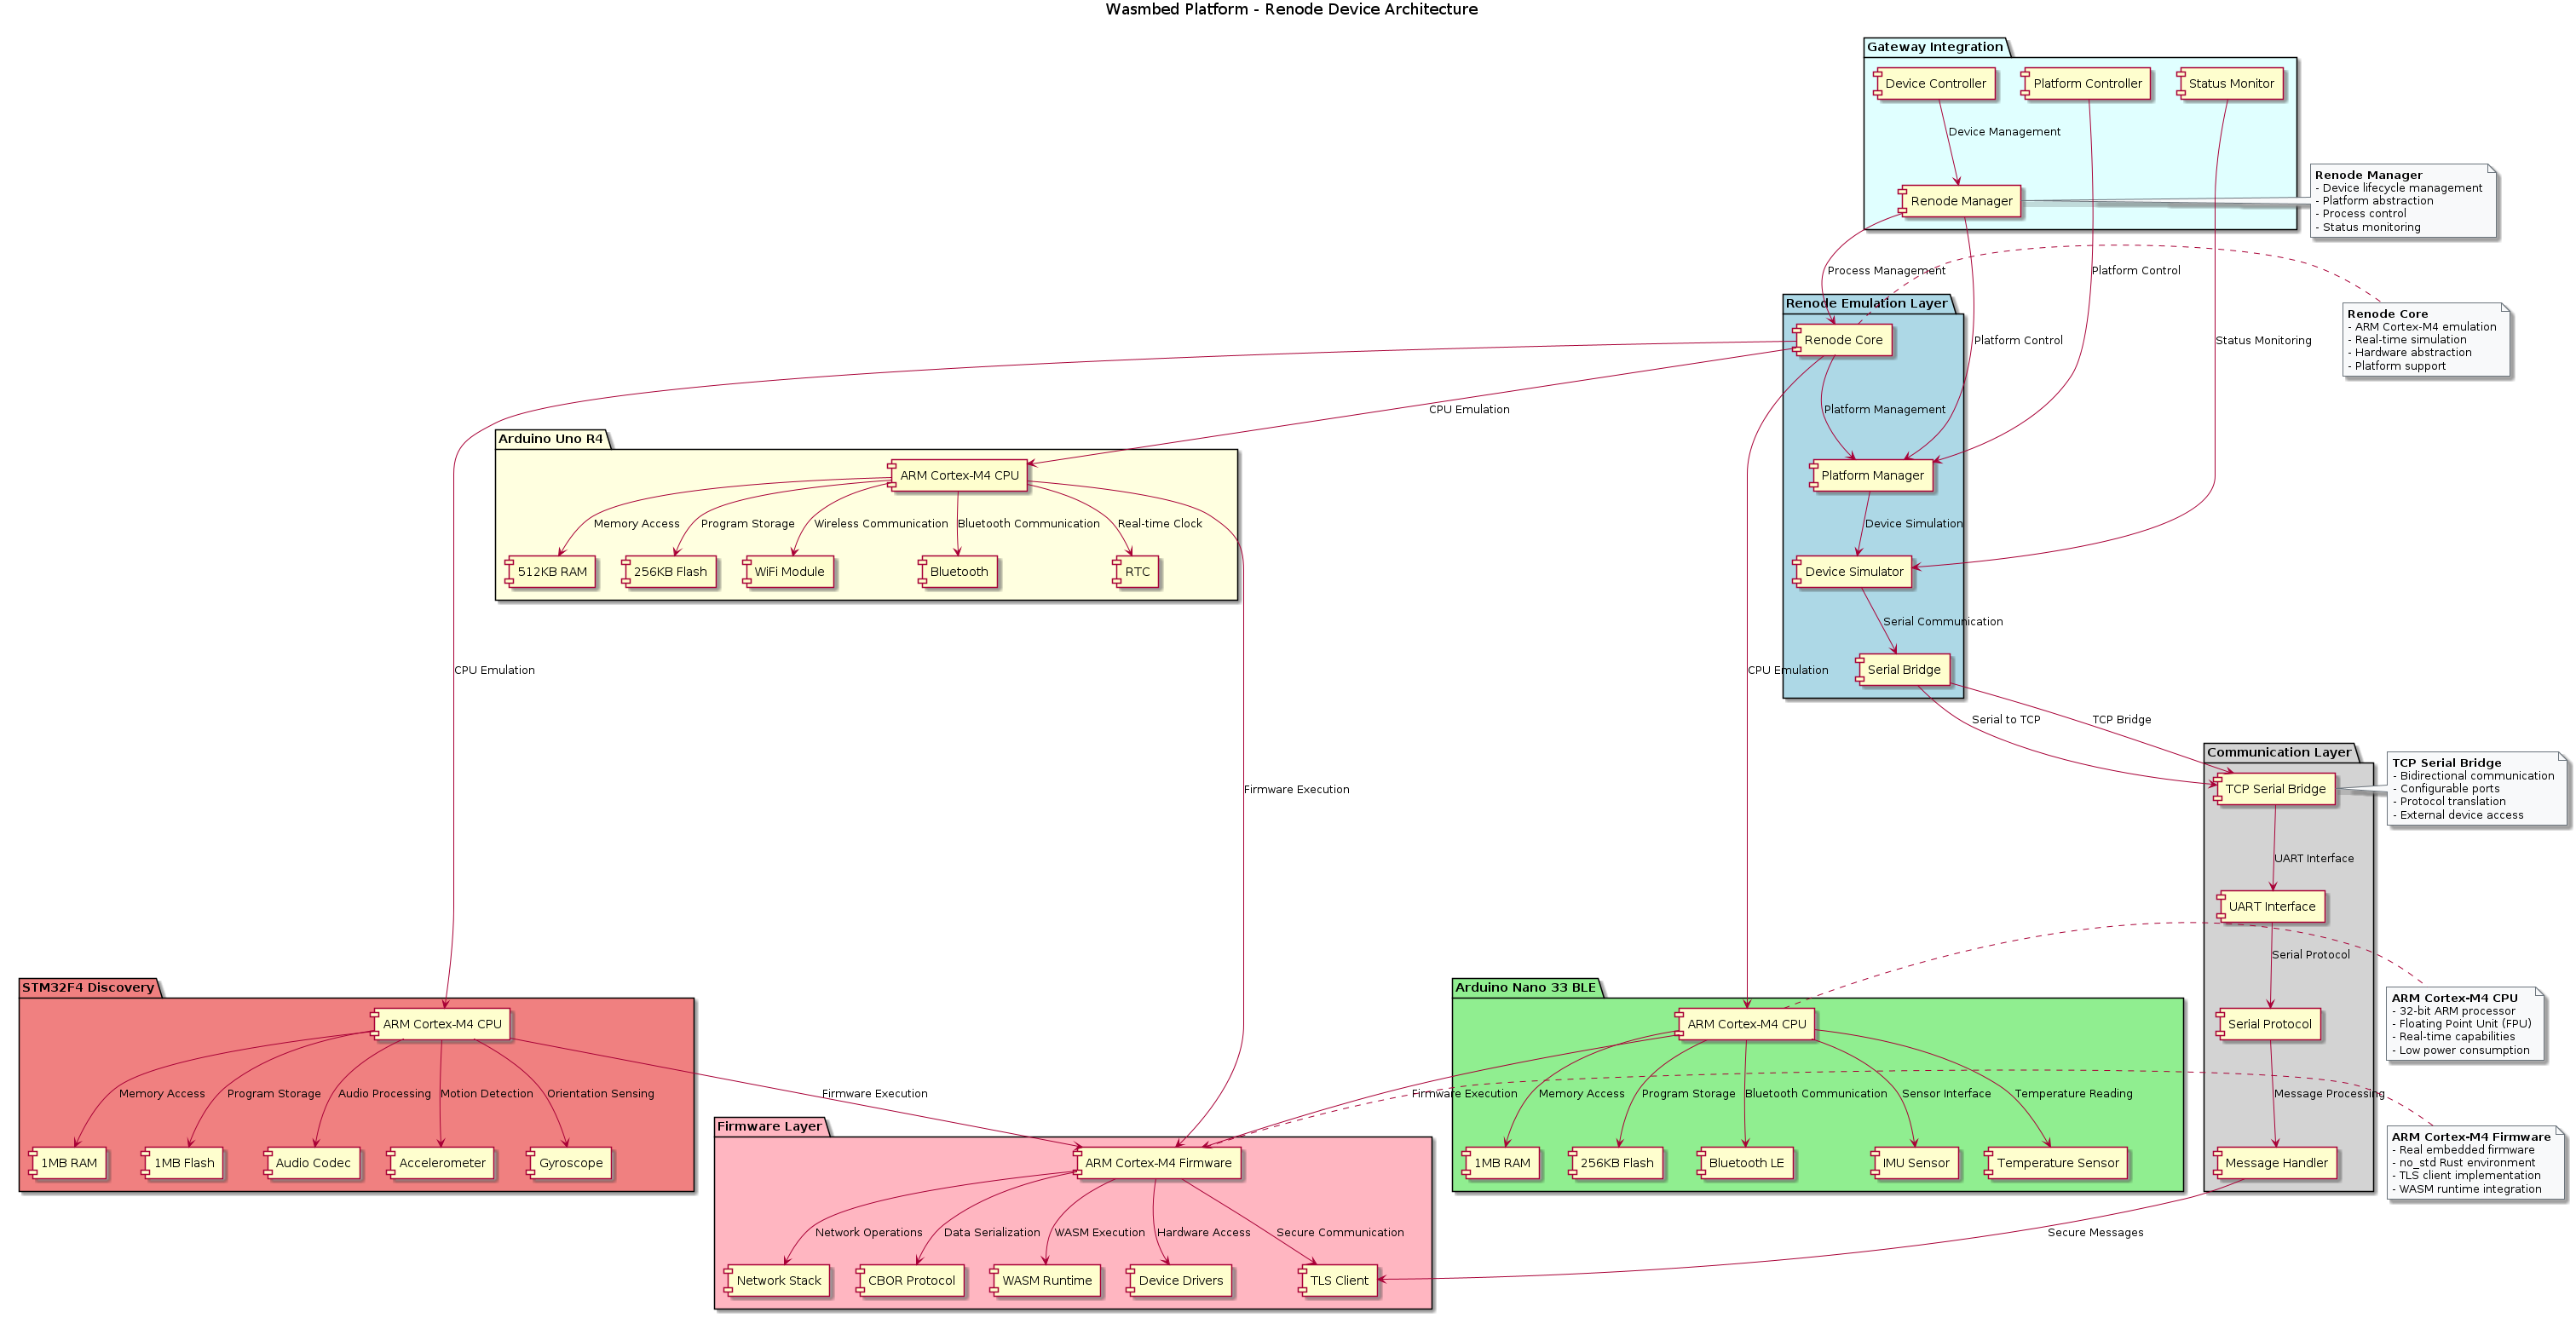 Wasmbed Platform - Renode Device Architecture
Gateway Integration
Device Controller
Platform Controller
Status Monitor
Device Management
Renode Manager
Renode Manager
- Device lifecycle management
- Platform abstraction
- Process control
- Status monitoring
Process Management
Platform Control
Platform Control
Status Monitoring
Renode Core
- ARM Cortex-M4 emulation
- Real-time simulation
- Hardware abstraction
- Platform support
Renode Emulation Layer
Renode Core
CPU Emulation
Platform Management
Platform Manager
Device Simulation
Device Simulator
Serial Communication
Serial Bridge
Arduino Uno R4
ARM Cortex-M4 CPU
Memory Access
Program Storage
Wireless Communication
Bluetooth Communication
Real-time Clock
512KB RAM
256KB Flash
WiFi Module
Bluetooth
RTC
CPU Emulation
CPU Emulation
Serial to TCP
TCP Bridge
Firmware Execution
Communication Layer
TCP Serial Bridge
UART Interface
UART Interface
Serial Protocol
Serial Protocol
Message Processing
Message Handler
TCP Serial Bridge
- Bidirectional communication
- Configurable ports
- Protocol translation
- External device access
STM32F4 Discovery
ARM Cortex-M4 CPU
Memory Access
Program Storage
Audio Processing
Motion Detection
Orientation Sensing
1MB RAM
1MB Flash
Audio Codec
Accelerometer
Gyroscope
Firmware Execution
Arduino Nano 33 BLE
ARM Cortex-M4 CPU
Firmware Execution
Memory Access
Program Storage
Bluetooth Communication
Sensor Interface
Temperature Reading
1MB RAM
256KB Flash
Bluetooth LE
IMU Sensor
Temperature Sensor
ARM Cortex-M4 CPU
- 32-bit ARM processor
- Floating Point Unit (FPU)
- Real-time capabilities
- Low power consumption
Firmware Layer
ARM Cortex-M4 Firmware
Network Operations
Data Serialization
WASM Execution
Hardware Access
Secure Communication
Network Stack
CBOR Protocol
WASM Runtime
Device Drivers
TLS Client
Secure Messages
ARM Cortex-M4 Firmware
- Real embedded firmware
- no_std Rust environment
- TLS client implementation
- WASM runtime integration